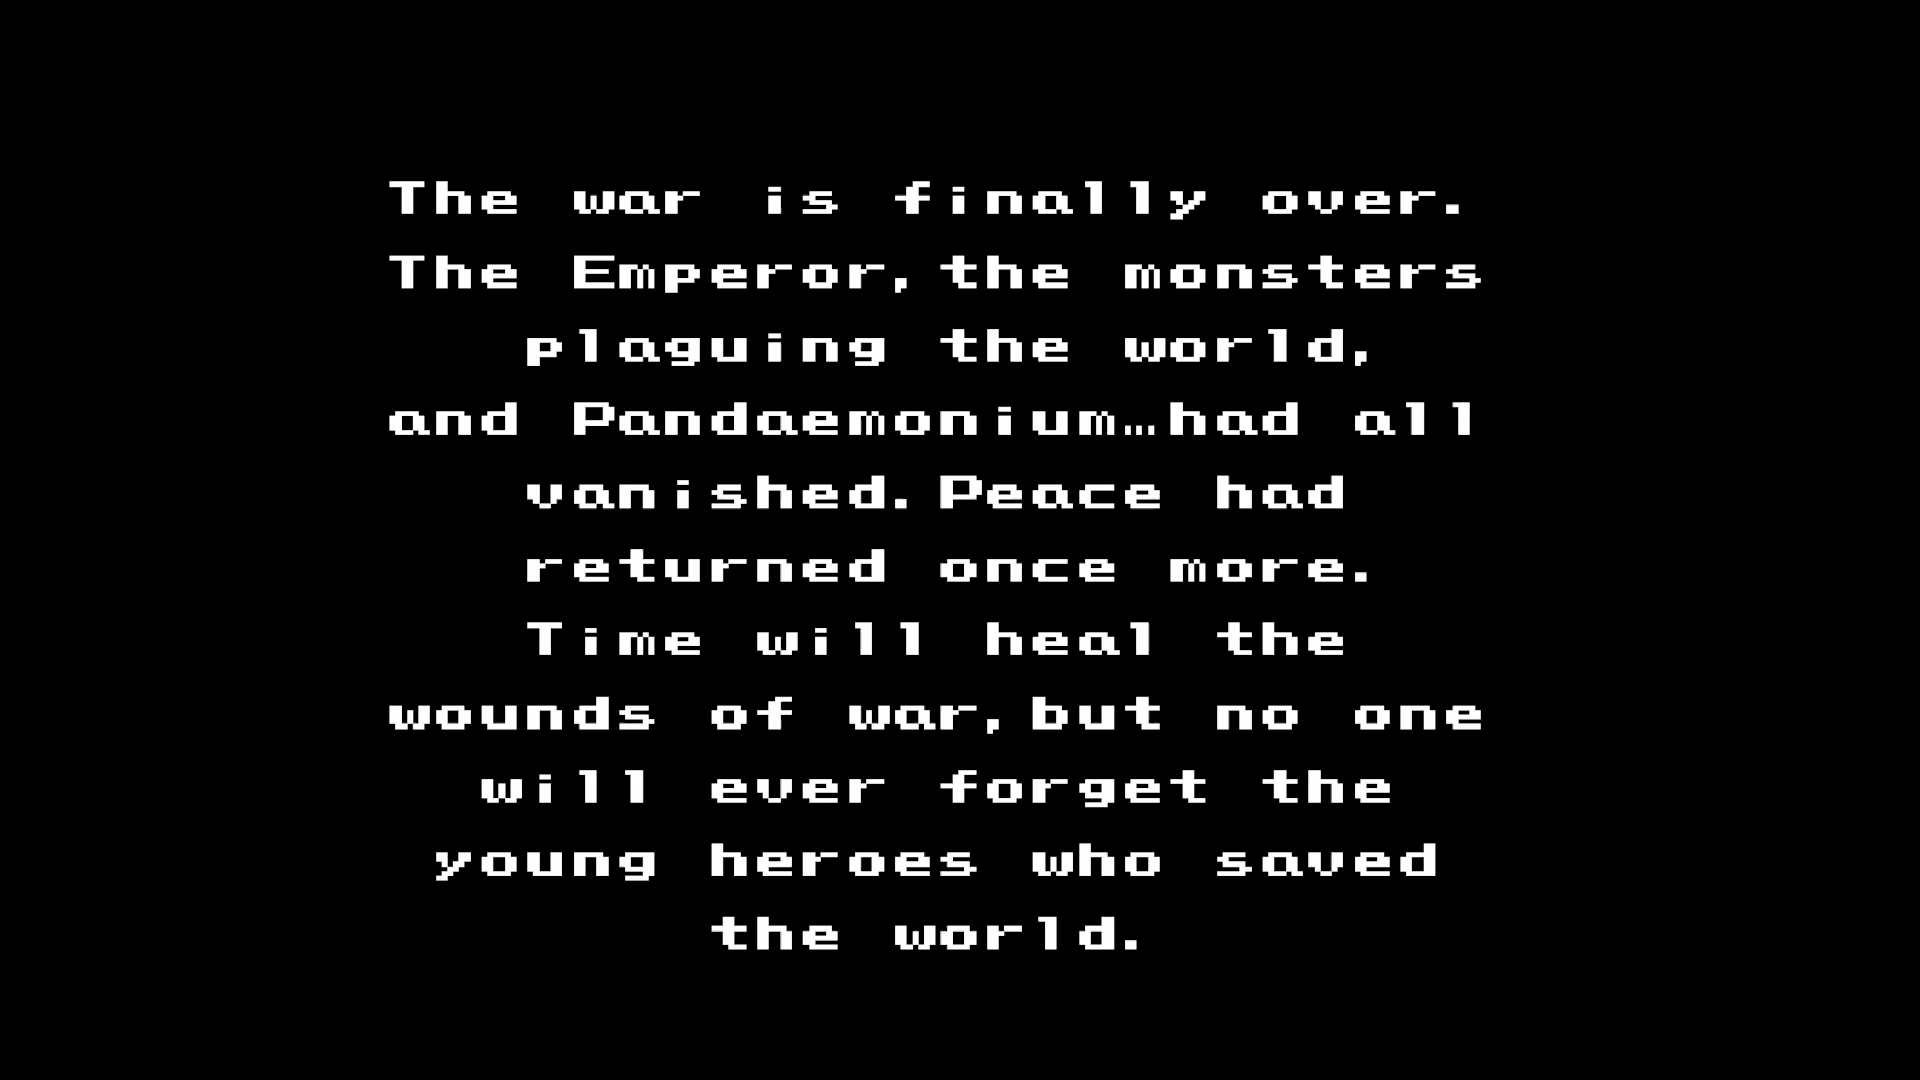 The war is finally over.
The Emperor, the monsters
plaguing the world,
and Pandaemonium…had all
vanished. Peace had
returned once more.
Time will heal the
wounds of war, but no one
will ever forget the
young heroes who saved
the world.